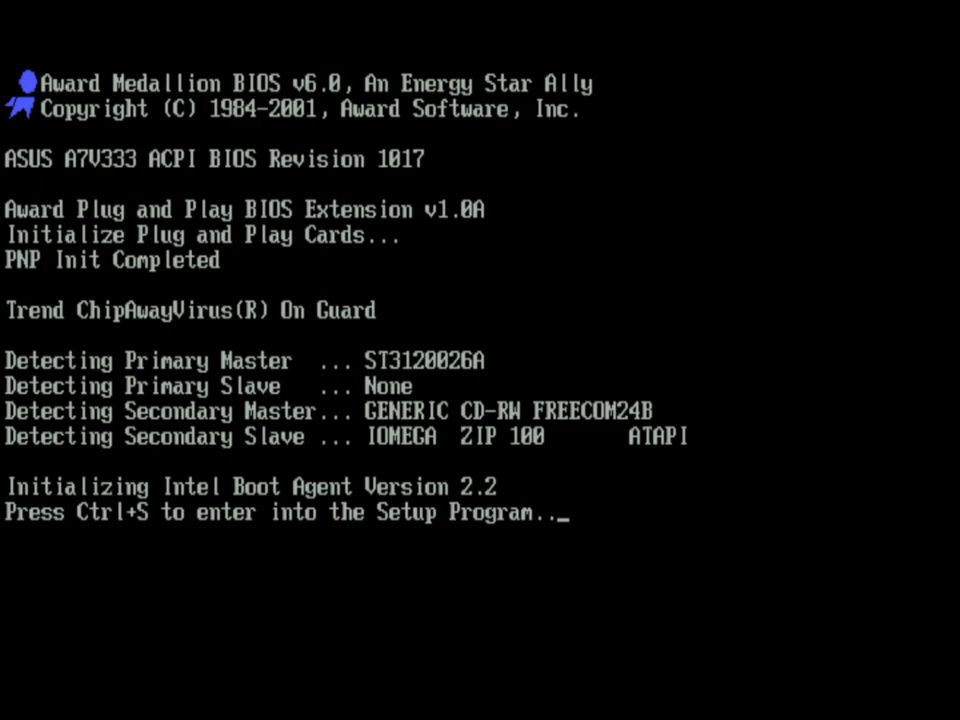 Award Medallion BIOS v6.0, An Energy Star Ally
Copyright (C) 1984-2001, Award Software, Inc.
ASUS A7V333 ACPI BIOS Revision 1017
Award Plug and Play BIOS Extension v1.0A
Initialize Plug and Play Cards...
PNP Init Completed
Trend ChipAwayVirus(R) On Guard
Detecting Primary Master   ... ST3120026A
Detecting Primary Slave    ... None
Detecting Secondary Master... GENERIC CD-RW FREECOM24B
Detecting Secondary Slave ... IOMEGA  ZIP 100       ATAPI
Initializing Intel Boot Agent Version 2.2
Press Ctrl+S to enter into the Setup Program.._